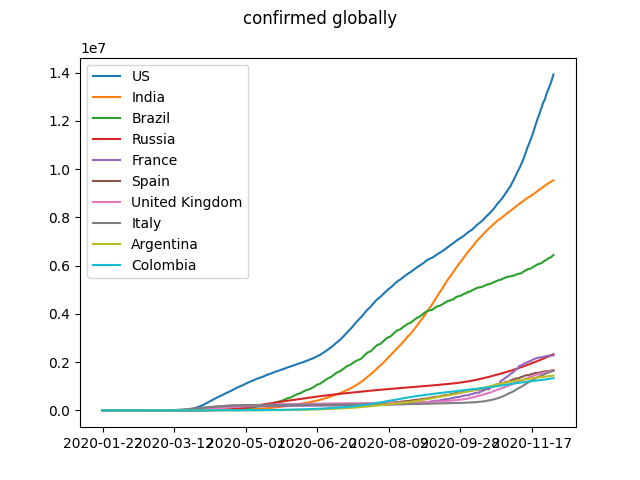 confirmed globally
1e7
1.4
1.2
1.0
0.8
0.6
0.4
0.2
0.0
US
India
Brazil
Russia
France
Spain
United Kingdom
Italy
Argentina
Colombia
2020-01-22 2020-03-12 2020-05-01 2020-06-20 2020-08-09 2020-09-28 2020-11-17